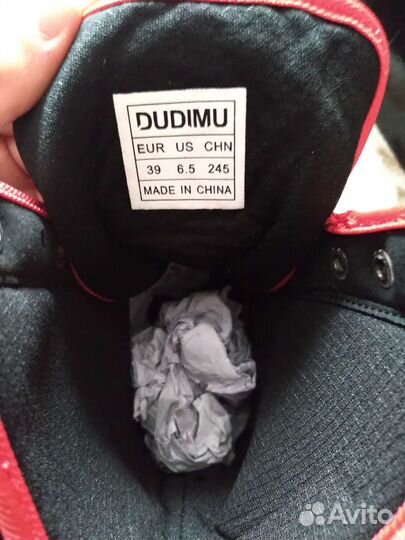 DUDIMU
EUR US CHN
39 6.5 245
MADE IN CHINA
Avito